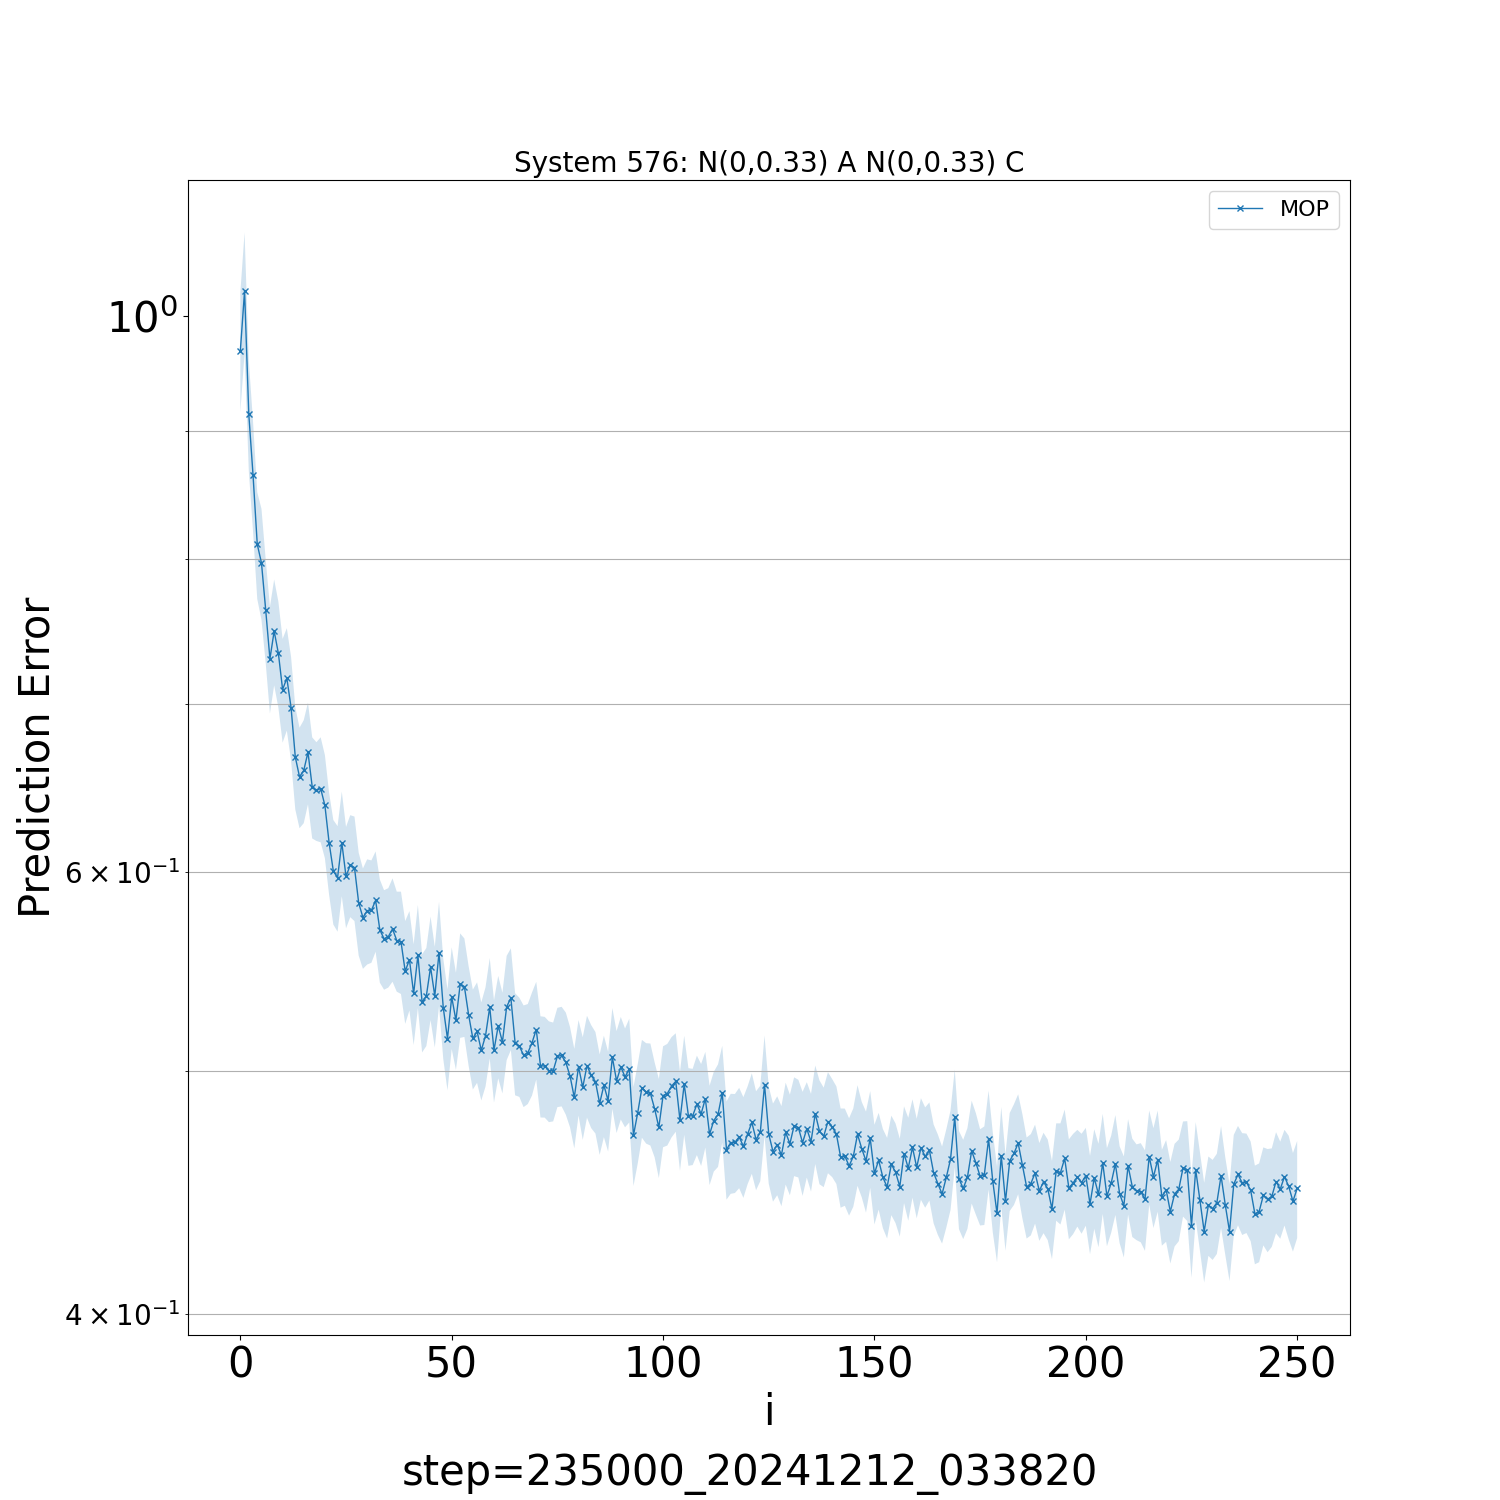 System 576: N(0,0.33) A N(0,0.33) C
MOP
10⁰
6 × 10⁻¹
4 × 10⁻¹
Prediction Error
0 50 100 150 200 250
i
step=235000_20241212_033820